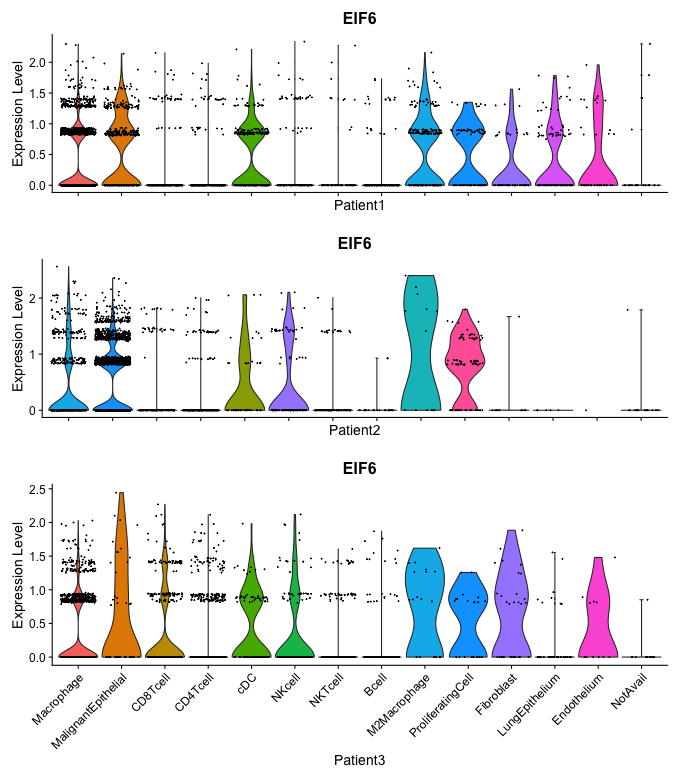 EIF6
Expression Level
2.0
1.5
1.0
0.5
0.0
Patient1
EIF6
Expression Level
2
1
0
Patient2
EIF6
Expression Level
2.5
2.0
1.5
1.0
0.5
0.0
Macrophage
MalignantEpithelial
CD8Tcell
CD4Tcell
cDC
NKcell
NKTcell
Bcell
M2Macrophage
ProliferatingCell
Fibroblast
LungEpithelium
Endothelium
NotAvail
Patient3